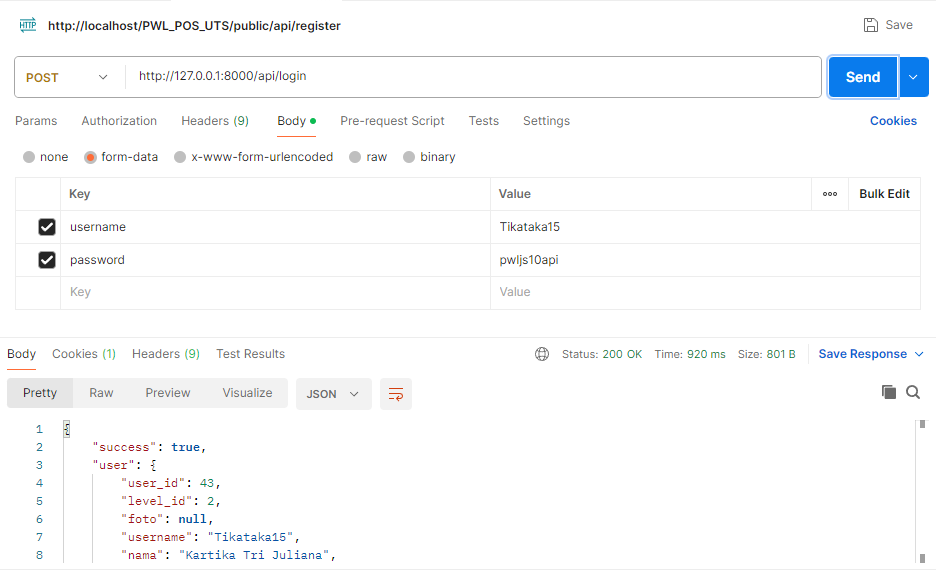 HTTP http://localhost/PWL_POS_UTS/public/api/register Save
POST http://127.0.0.1:8000/api/login Send
Params Authorization Headers (9) Body Pre-request Script Tests Settings Cookies
none form-data x-www-form-urlencoded raw binary
Key Value Bulk Edit
username Tikataka15
password pwljs10api
Key Value
Body Cookies (1) Headers (9) Test Results Status: 200 OK Time: 920 ms Size: 801 B Save Response
Pretty Raw Preview Visualize JSON
1 {
2 "success": true,
3 "user": {
4 "user_id": 43,
5 "level_id": 2,
6 "foto": null,
7 "username": "Tikataka15",
8 "nama": "Kartika Tri Juliana",